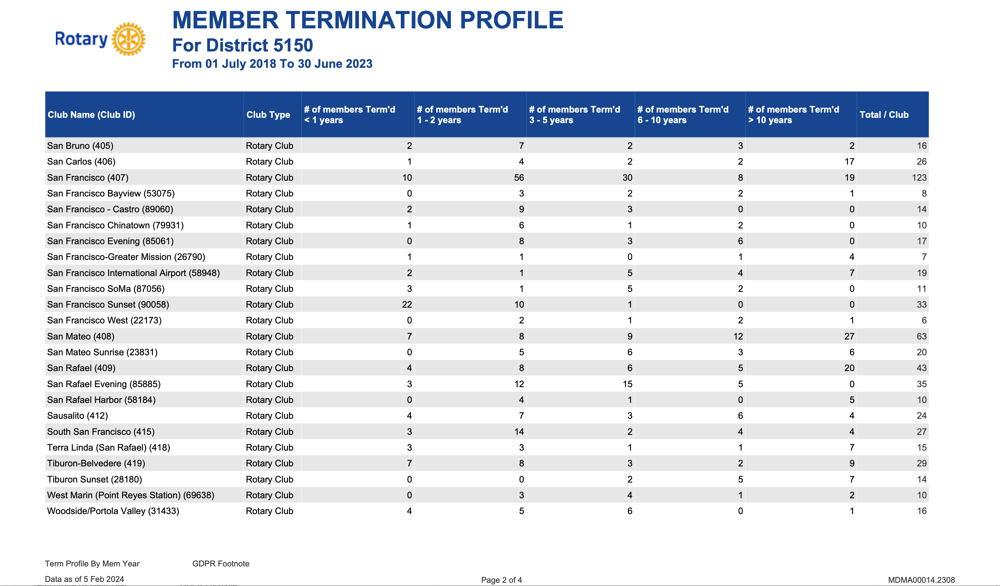 Rotary
MEMBER TERMINATION PROFILE
For District 5150
From 01 July 2018 To 30 June 2023
Club Name (Club ID) Club Type # of members Term'd < 1 years # of members Term'd 1 - 2 years # of members Term'd 3 - 5 years # of members Term'd 6 - 10 years # of members Term'd > 10 years Total / Club
San Bruno (405) Rotary Club 2 7 2 3 2 16
San Carlos (406) Rotary Club 1 4 2 2 17 26
San Francisco (407) Rotary Club 10 56 30 8 19 123
San Francisco Bayview (53075) Rotary Club 0 3 2 2 1 8
San Francisco - Castro (89060) Rotary Club 2 9 3 0 0 14
San Francisco Chinatown (79931) Rotary Club 1 6 1 2 0 10
San Francisco Evening (85061) Rotary Club 0 8 3 6 0 17
San Francisco-Greater Mission (26790) Rotary Club 1 1 0 1 4 7
San Francisco International Airport (58948) Rotary Club 2 1 5 4 7 19
San Francisco SoMa (87056) Rotary Club 3 1 5 2 0 11
San Francisco Sunset (90058) Rotary Club 22 10 1 0 0 33
San Francisco West (22173) Rotary Club 0 2 1 2 1 6
San Mateo (408) Rotary Club 7 8 9 12 27 63
San Mateo Sunrise (23831) Rotary Club 0 5 6 3 6 20
San Rafael (409) Rotary Club 4 8 6 5 20 43
San Rafael Evening (85885) Rotary Club 3 12 15 5 0 35
San Rafael Harbor (58184) Rotary Club 0 4 1 0 5 10
Sausalito (412) Rotary Club 4 7 3 6 4 24
South San Francisco (415) Rotary Club 3 14 2 4 4 27
Terra Linda (San Rafael) (418) Rotary Club 3 3 1 1 7 15
Tiburon-Belvedere (419) Rotary Club 7 8 3 2 9 29
Tiburon Sunset (28180) Rotary Club 0 0 2 5 7 14
West Marin (Point Reyes Station) (69638) Rotary Club 0 3 4 1 2 10
Woodside/Portola Valley (31433) Rotary Club 4 5 6 0 1 16
Term Profile By Mem Year GDPR Footnote
Data as of 5 Feb 2024 Page 2 of 4 MDMA00014.2308